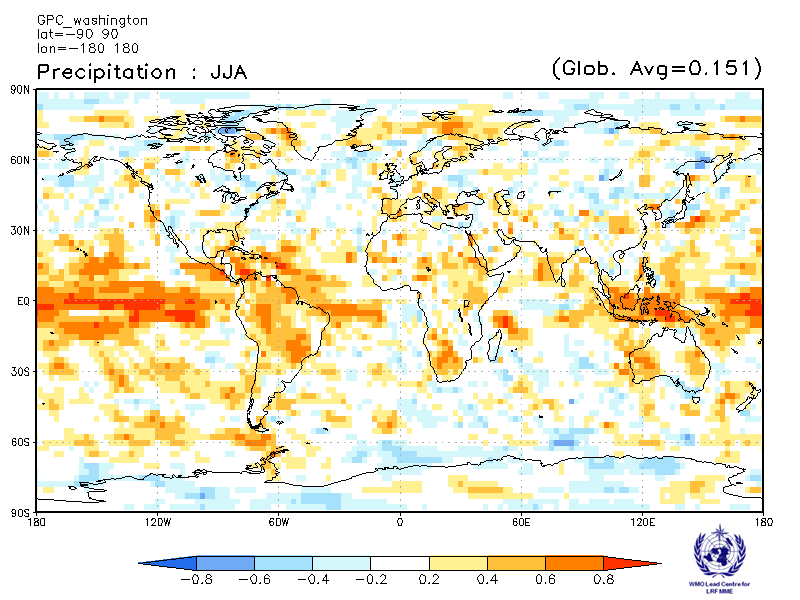 GPC_washington
lat=-90 90
lon=-180 180
Precipitation : JJA
(Glob. Avg=0.151)
90N
60N
30N
EQ
30S
60S
90S
180 120W 60W 0 60E 120E 180
-0.8 -0.6 -0.4 -0.2 0.2 0.4 0.6 0.8
WMO Lead Centre for
LRF MME